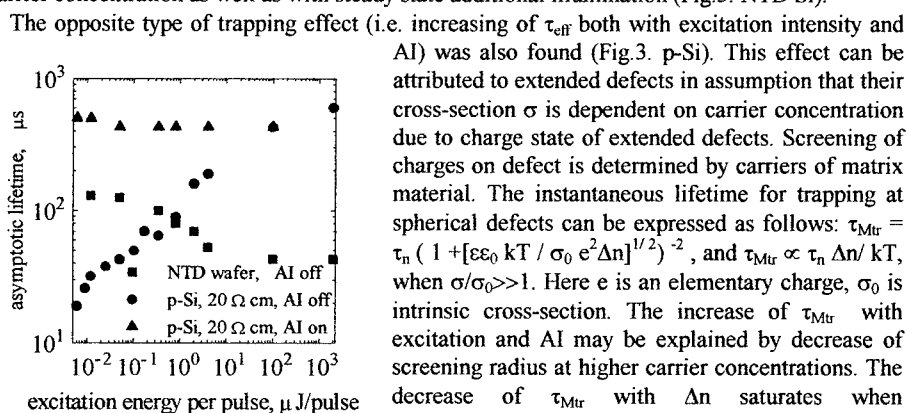 carrier concentration as well as with steady state additional illumination (Fig.3. NTD Si).
The opposite type of trapping effect (i.e. increasing of τeff both with excitation intensity and
AI) was also found (Fig.3. p-Si). This effect can be
attributed to extended defects in assumption that their
cross-section σ is dependent on carrier concentration
due to charge state of extended defects. Screening of
charges on defect is determined by carriers of matrix
material. The instantaneous lifetime for trapping at
spherical defects can be expressed as follows: τMtr =
τn ( 1 +[εε0 kT / σ0 e²Δn]^1/2) ^-2 , and τMtr ∝ τn Δn/ kT,
when σ/σ0>>1. Here e is an elementary charge, σ0 is
intrinsic cross-section. The increase of τMtr with
excitation and AI may be explained by decrease of
screening radius at higher carrier concentrations. The
decrease of τMtr with Δn saturates when
asymptotic lifetime, μs
10³
10²
10¹
NTD wafer, AI off
p-Si, 20 Ω cm, AI off
p-Si, 20 Ω cm, AI on
10⁻² 10⁻¹ 10⁰ 10¹ 10² 10³
excitation energy per pulse, μ J/pulse